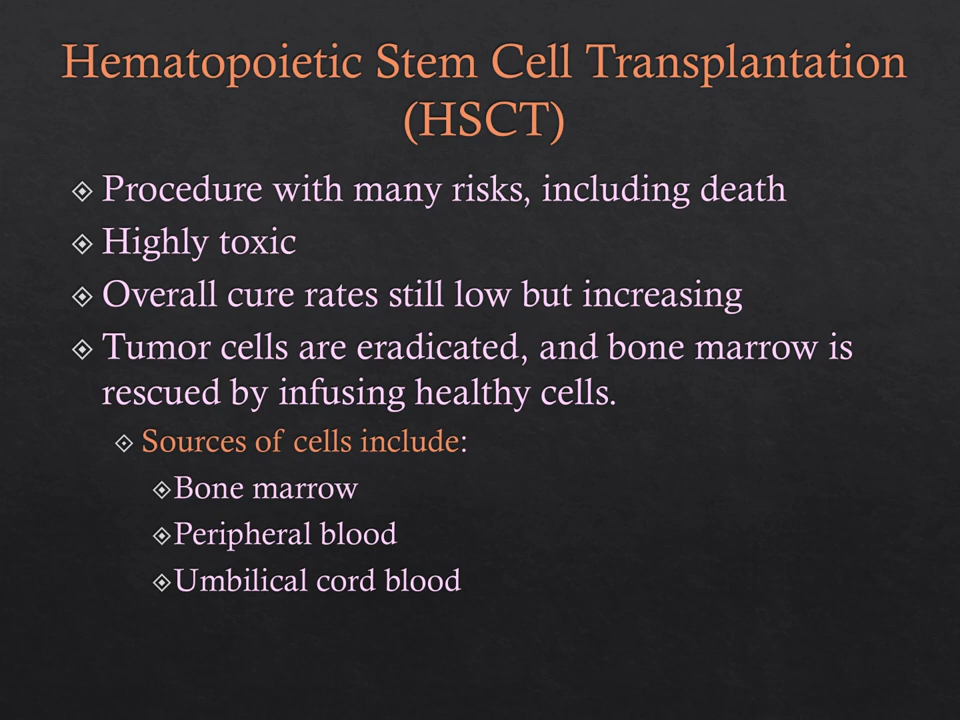 Hematopoietic Stem Cell Transplantation
(HSCT)
Procedure with many risks, including death
Highly toxic
Overall cure rates still low but increasing
Tumor cells are eradicated, and bone marrow is
rescued by infusing healthy cells.
Sources of cells include:
Bone marrow
Peripheral blood
Umbilical cord blood